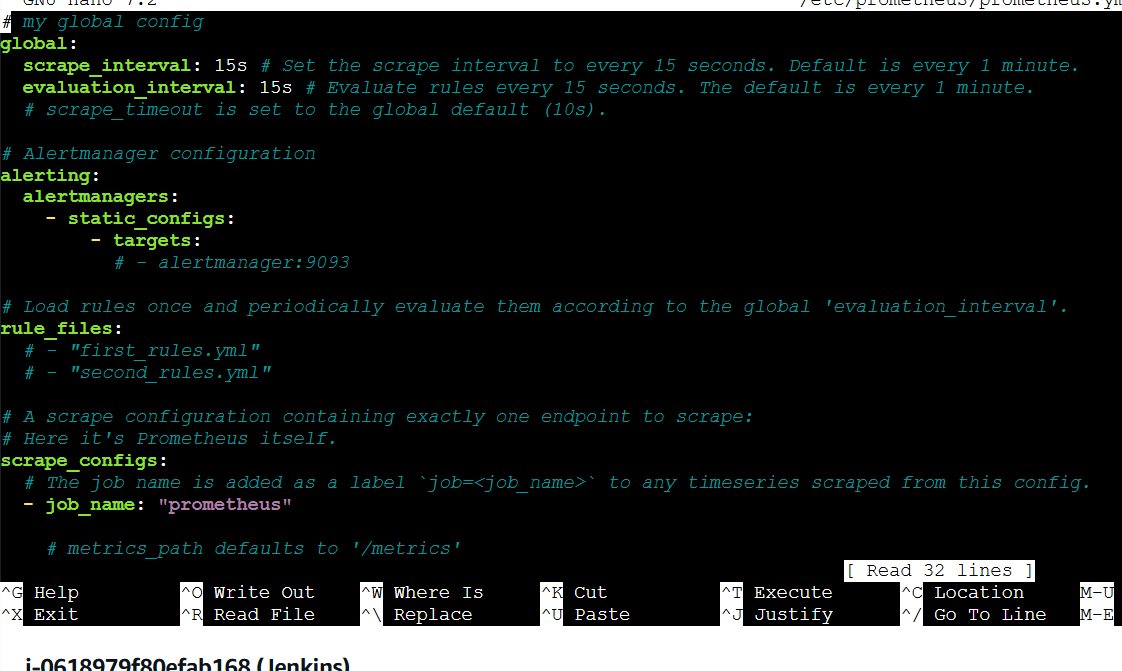 GNU nano 7.2 /etc/prometheus/prometheus.ym
# my global config
global:
  scrape_interval: 15s # Set the scrape interval to every 15 seconds. Default is every 1 minute.
  evaluation_interval: 15s # Evaluate rules every 15 seconds. The default is every 1 minute.
  # scrape_timeout is set to the global default (10s).

# Alertmanager configuration
alerting:
  alertmanagers:
    - static_configs:
        - targets:
          # - alertmanager:9093

# Load rules once and periodically evaluate them according to the global 'evaluation_interval'.
rule_files:
  # - "first_rules.yml"
  # - "second_rules.yml"

# A scrape configuration containing exactly one endpoint to scrape:
# Here it's Prometheus itself.
scrape_configs:
  # The job name is added as a label `job=<job_name>` to any timeseries scraped from this config.
  - job_name: "prometheus"

    # metrics_path defaults to '/metrics'
[ Read 32 lines ]
^G Help ^O Write Out ^W Where Is ^K Cut ^T Execute ^C Location M-U
^X Exit ^R Read File ^\ Replace ^U Paste ^J Justify ^/ Go To Line M-E
i-0618979f80efab168 (Jenkins)